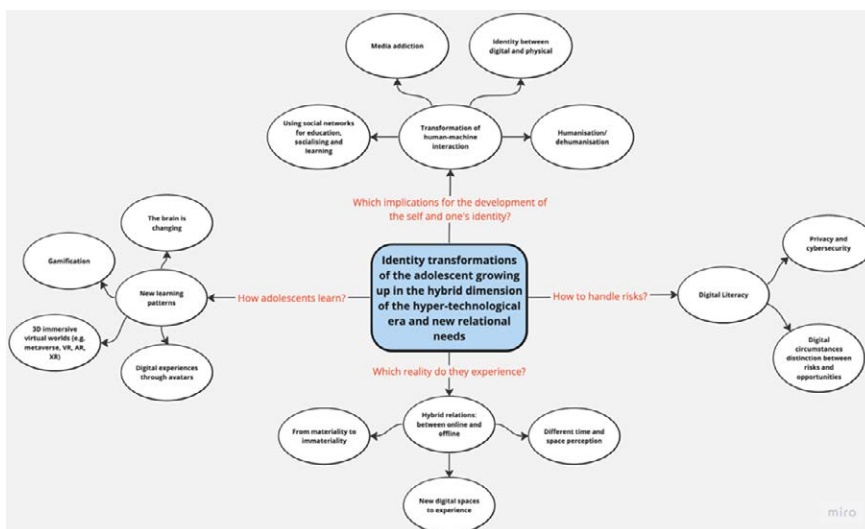 Media addiction
Identity between
digital and physical
Using social networks
for education,
socialising and
learning
Transformation of
human-machine
interaction
Humanisation/
dehumanisation
Which implications for the development of
the self and one's identity?
The brain is
changing
Gamification
New learning
patterns
3D immersive
virtual worlds (e.g.
metaverse, VR, AR,
XR)
Digital experiences
through avatars
How adolescents learn?
Identity transformations
of the adolescent growing
up in the hybrid dimension
of the hyper-technological
era and new relational
needs
How to handle risks?
Privacy and
cybersecurity
Digital Literacy
Digital
circumstances
distinction between
risks and
opportunities
Which reality do they experience?
Hybrid relations:
between online and
offline
From materiality to
immateriality
Different time and
space perception
New digital spaces
to experience
miro